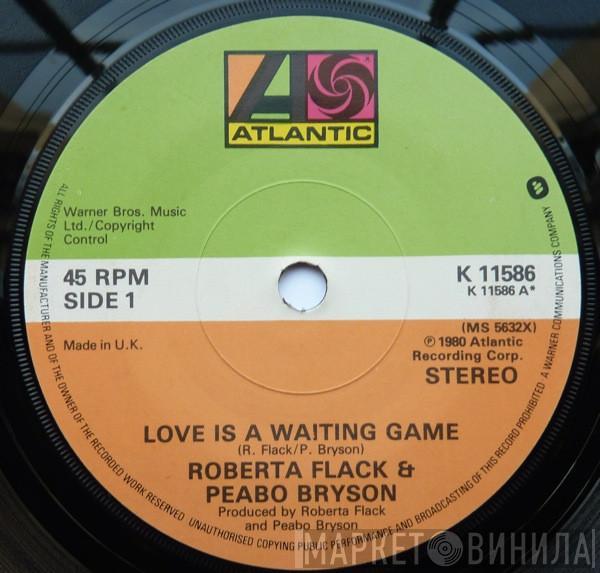 ATLANTIC
Warner Bros. Music
Ltd./Copyright
Control
45 RPM
SIDE 1
K 11586
K 11586 A*
(MS 5632X)
℗ 1980 Atlantic
Recording Corp.
STEREO
Made in U.K.
LOVE IS A WAITING GAME
(R. Flack/P. Bryson)
ROBERTA FLACK &
PEABO BRYSON
Produced by Roberta Flack
and Peabo Bryson
ALL RIGHTS OF THE MANUFACTURER AND OF THE OWNER OF THE RECORDED WORK RESERVED UNAUTHORISED COPYING PUBLIC PERFORMANCE AND BROADCASTING OF THIS RECORD PROHIBITED A WARNER COMMUNICATIONS COMPANY
МАРКЕТ ВИНИЛА